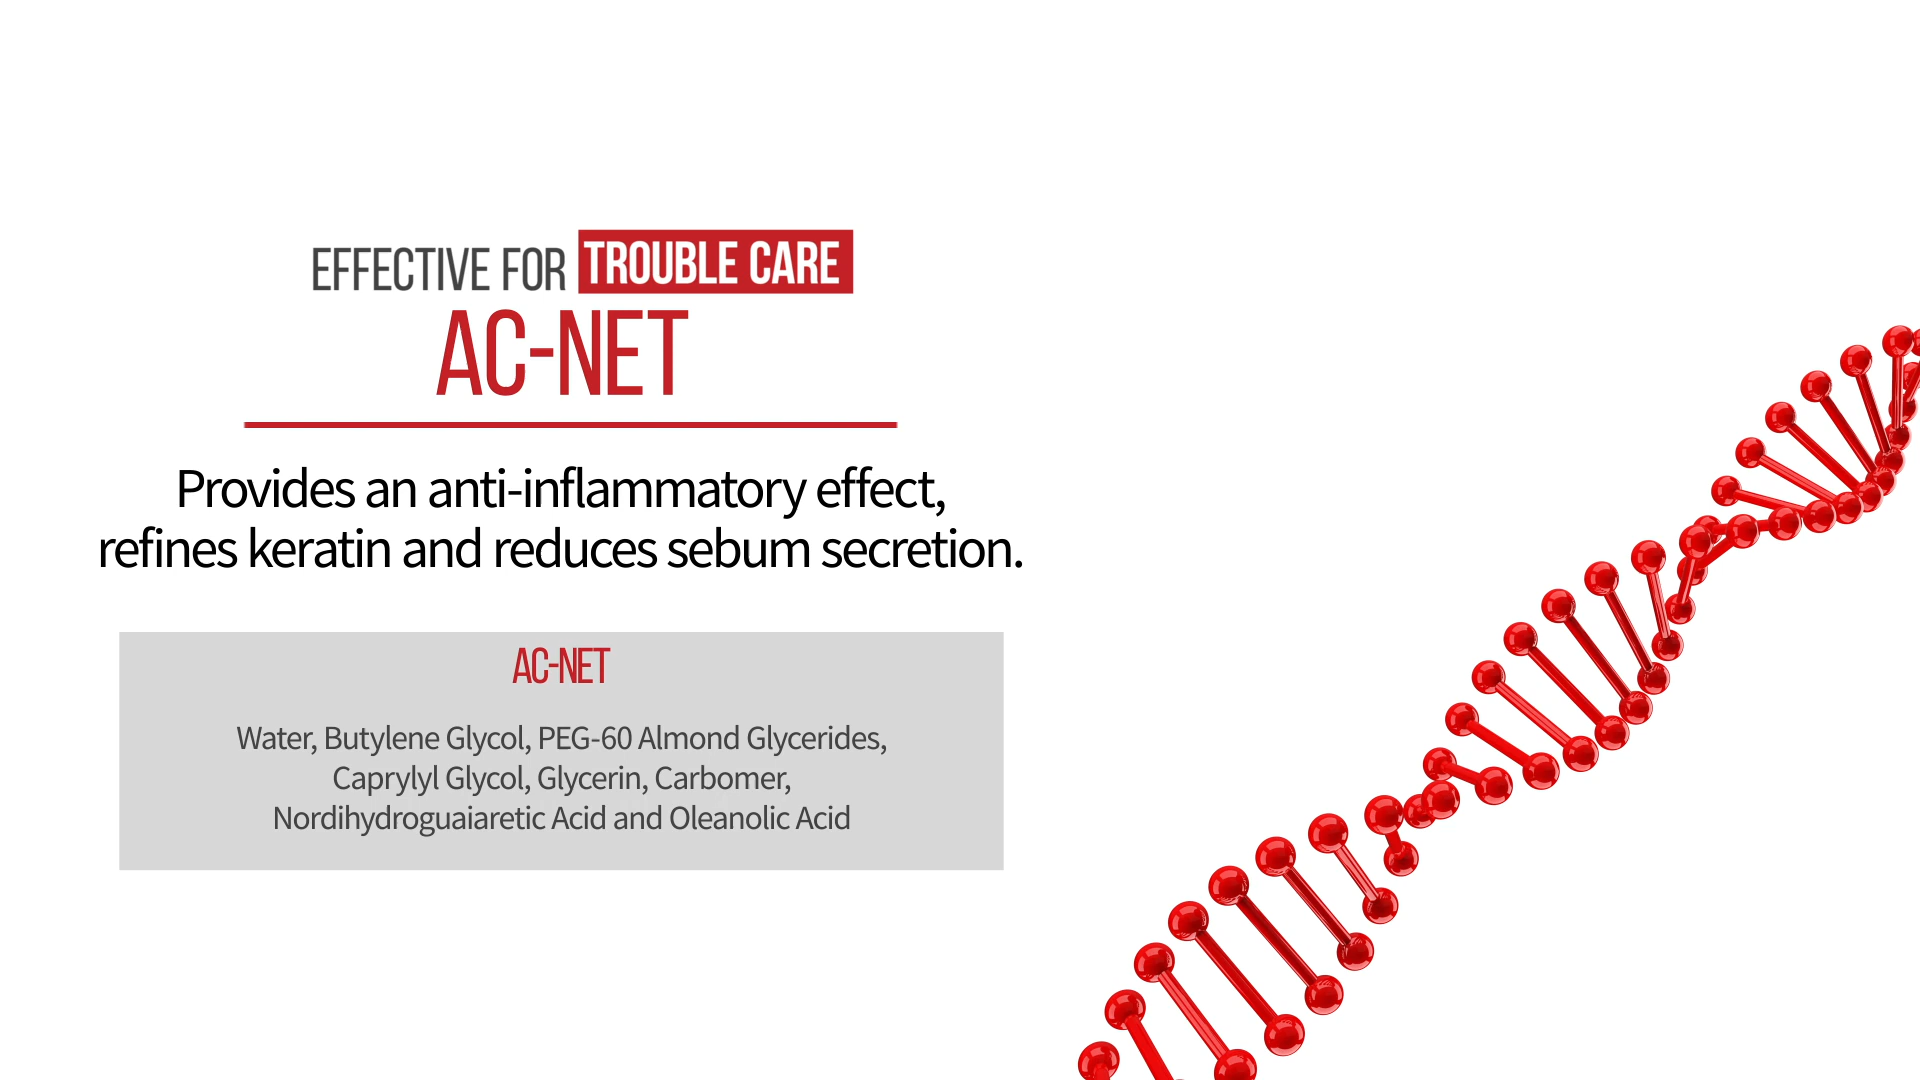 EFFECTIVE FOR TROUBLE CARE
AC-NET
Provides an anti-inflammatory effect,
refines keratin and reduces sebum secretion.
AC-NET
Water, Butylene Glycol, PEG-60 Almond Glycerides,
Caprylyl Glycol, Glycerin, Carbomer,
Nordihydroguaiaretic Acid and Oleanolic Acid